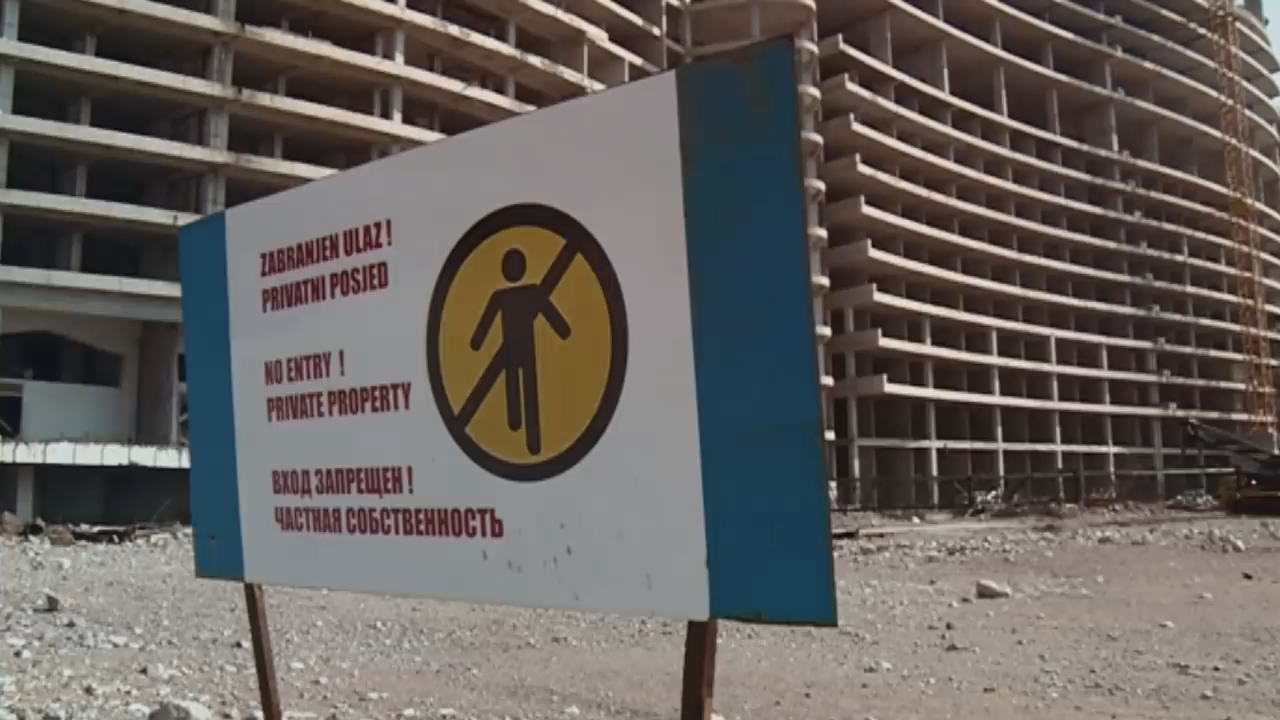 ZABRANJEN ULAZ !
PRIVATNI POSJED
NO ENTRY !
PRIVATE PROPERTY
ВХОД ЗАПРЕЩЕН !
ЧАСТНАЯ СОБСТВЕННОСТЬ